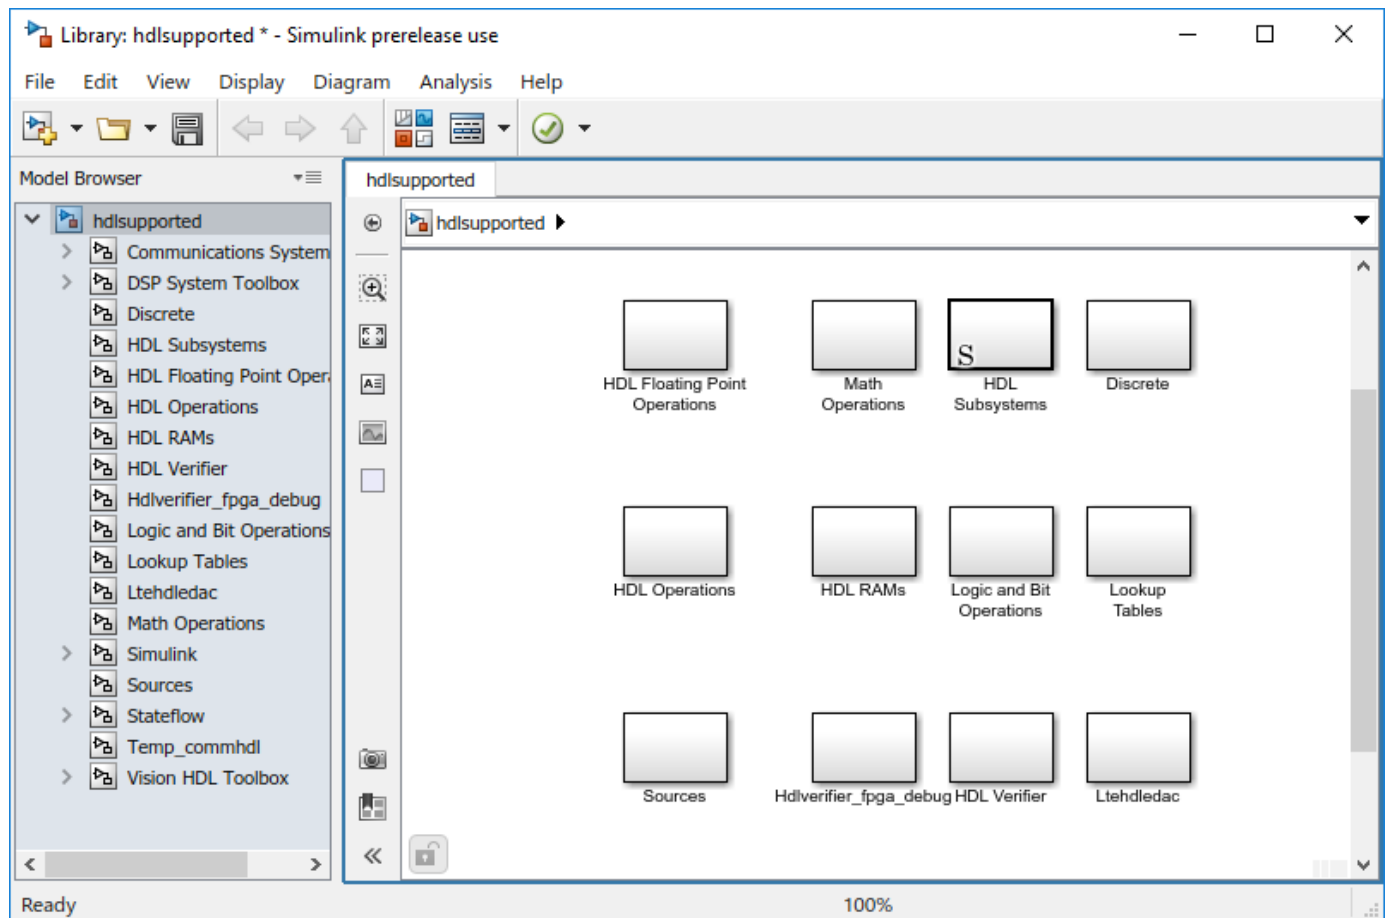 Library: hdlsupported * - Simulink prerelease use
File Edit View Display Diagram Analysis Help
Model Browser
hdlsupported
Communications System
DSP System Toolbox
Discrete
HDL Subsystems
HDL Floating Point Oper
HDL Operations
HDL RAMs
HDL Verifier
Hdlverifier_fpga_debug
Logic and Bit Operations
Lookup Tables
Ltehdledac
Math Operations
Simulink
Sources
Stateflow
Temp_commhdl
Vision HDL Toolbox
hdlsupported
hdlsupported
S
HDL Floating Point
Operations
Math
Operations
HDL
Subsystems
Discrete
HDL Operations
HDL RAMs
Logic and Bit
Operations
Lookup
Tables
Sources
Hdlverifier_fpga_debug
HDL Verifier
Ltehdledac
Ready
100%